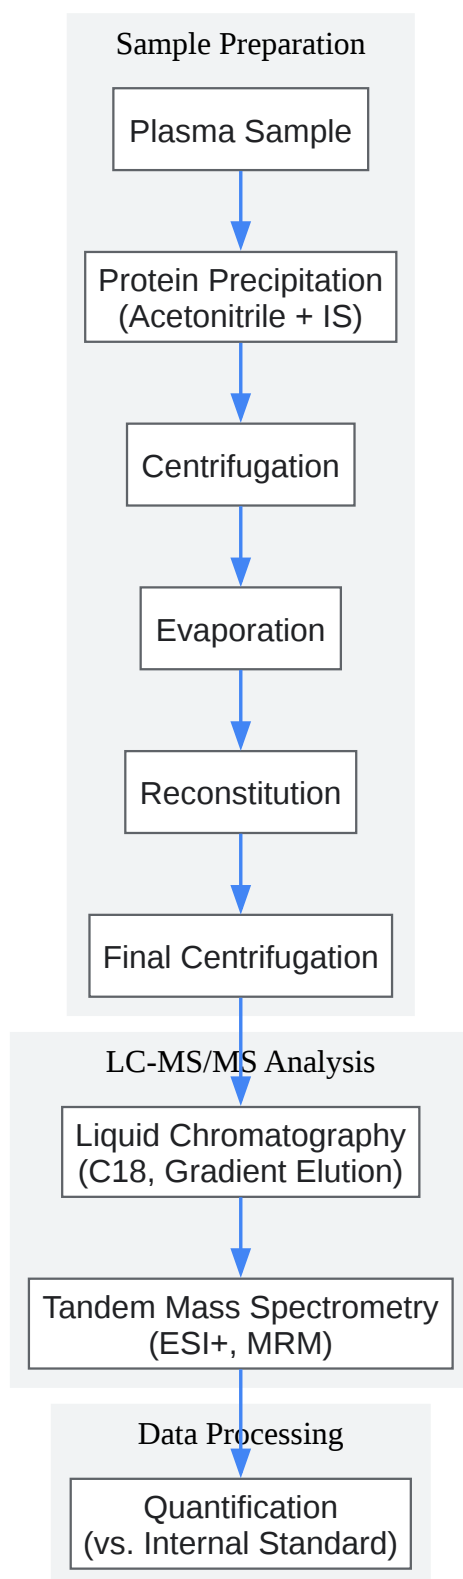 Sample Preparation
Plasma Sample
Protein Precipitation
(Acetonitrile + IS)
Centrifugation
Evaporation
Reconstitution
Final Centrifugation
LC-MS/MS Analysis
Liquid Chromatography
(C18, Gradient Elution)
Tandem Mass Spectrometry
(ESI+, MRM)
Data Processing
Quantification
(vs. Internal Standard)